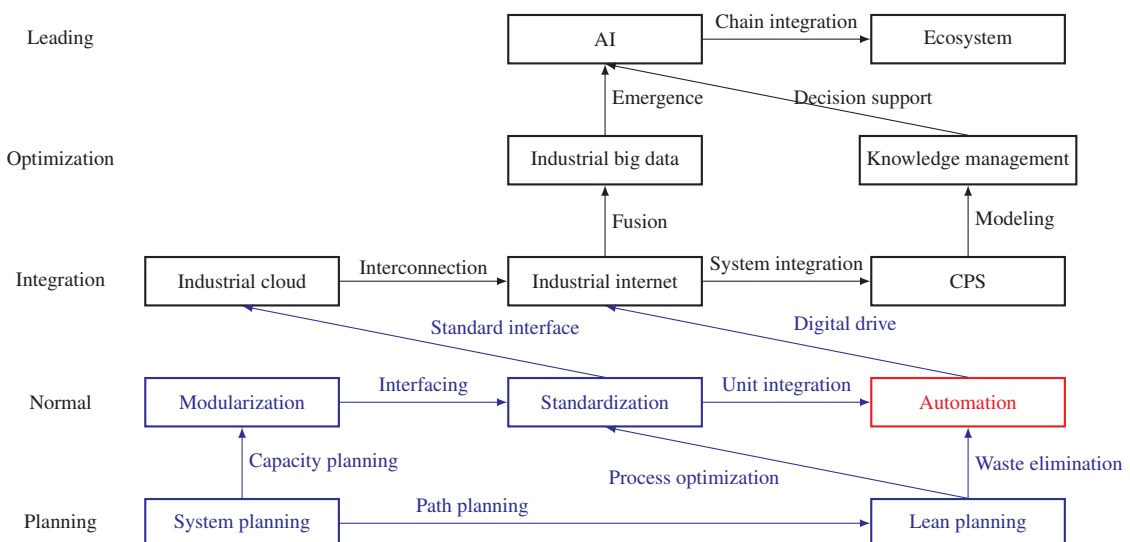 Leading
AI
Chain integration
Ecosystem
Emergence
Decision support
Optimization
Industrial big data
Knowledge management
Fusion
Modeling
Integration
Industrial cloud
Interconnection
Industrial internet
System integration
CPS
Standard interface
Digital drive
Normal
Modularization
Interfacing
Standardization
Unit integration
Automation
Capacity planning
Process optimization
Waste elimination
Planning
System planning
Path planning
Lean planning